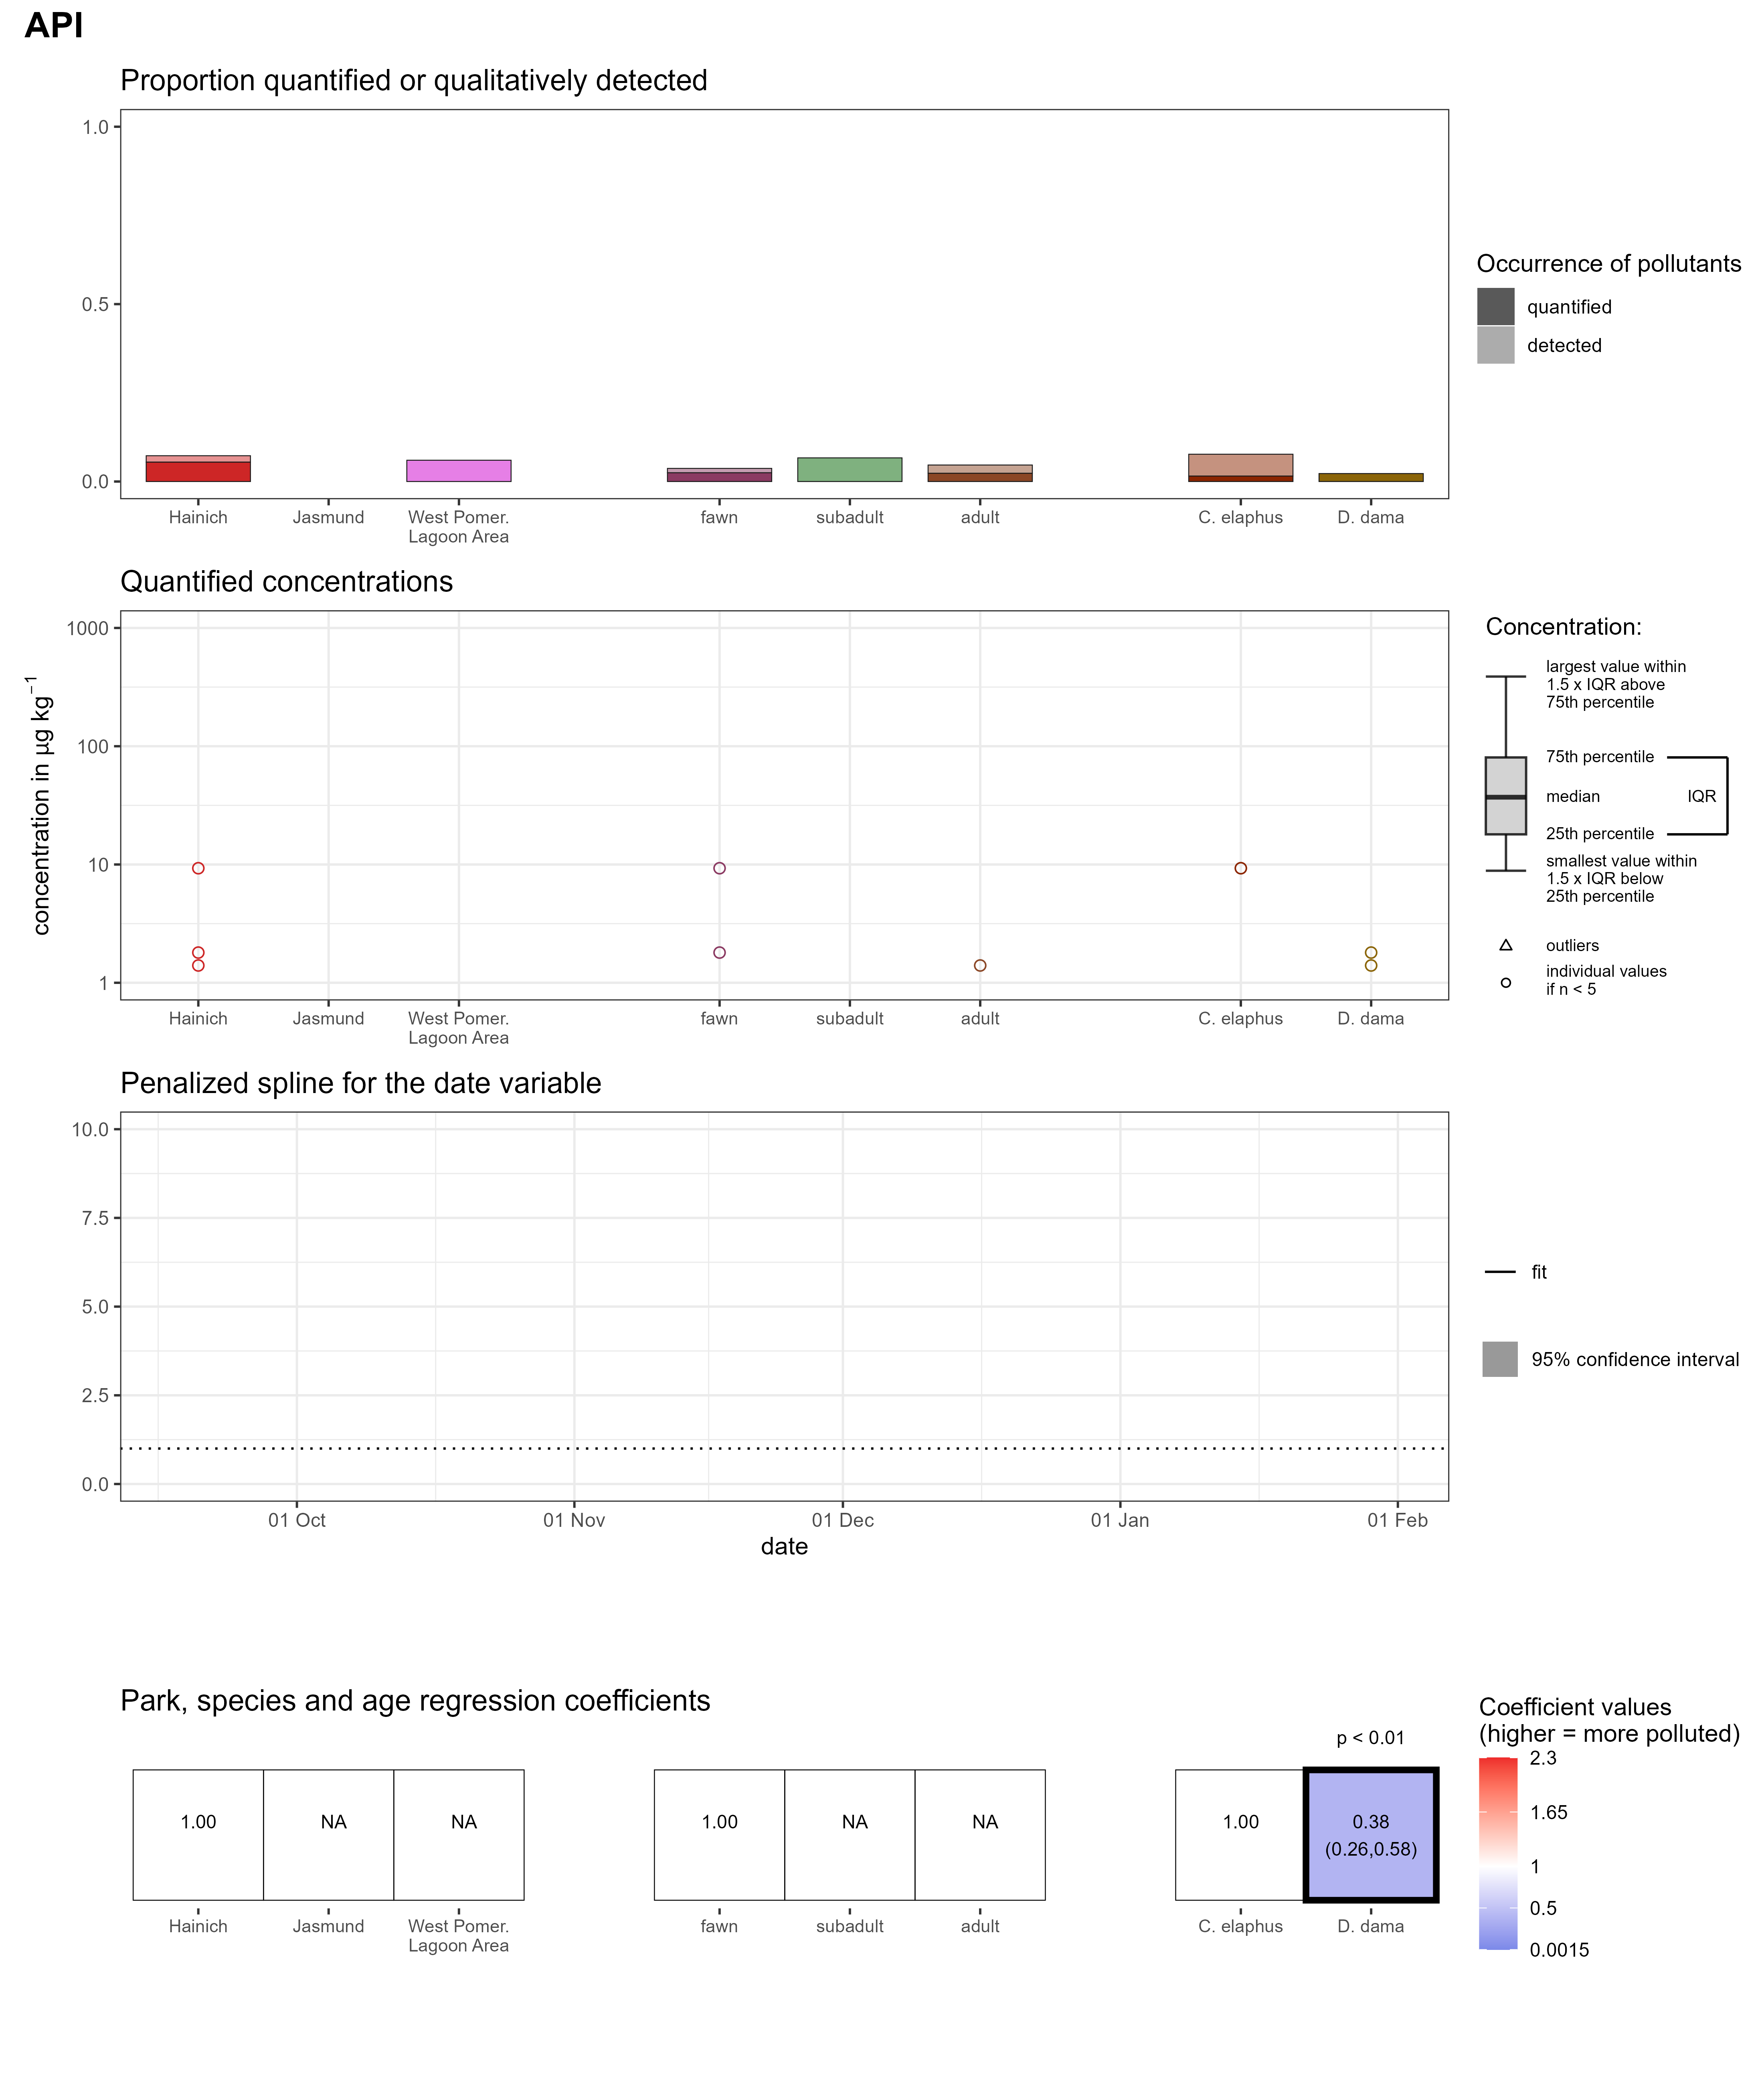 API
Proportion quantified or qualitatively detected
1.0
0.5
0.0
Hainich Jasmund West Pomer. fawn subadult adult C. elaphus D. dama
Lagoon Area
Occurrence of pollutants
quantified
detected
Quantified concentrations
concentration in µg kg⁻¹
1000
100
10
1
Hainich Jasmund West Pomer. fawn subadult adult C. elaphus D. dama
Lagoon Area
Concentration:
largest value within
1.5 x IQR above
75th percentile
75th percentile
median IQR
25th percentile
smallest value within
1.5 x IQR below
25th percentile
outliers
individual values
if n < 5
Penalized spline for the date variable
10.0
7.5
5.0
2.5
0.0
01 Oct 01 Nov 01 Dec 01 Jan 01 Feb
date
fit
95% confidence interval
Park, species and age regression coefficients
p < 0.01
1.00 NA NA 1.00 NA NA 1.00 0.38
(0.26,0.58)
Hainich Jasmund West Pomer. fawn subadult adult C. elaphus D. dama
Lagoon Area
Coefficient values
(higher = more polluted)
2.3
1.65
1
0.5
0.0015